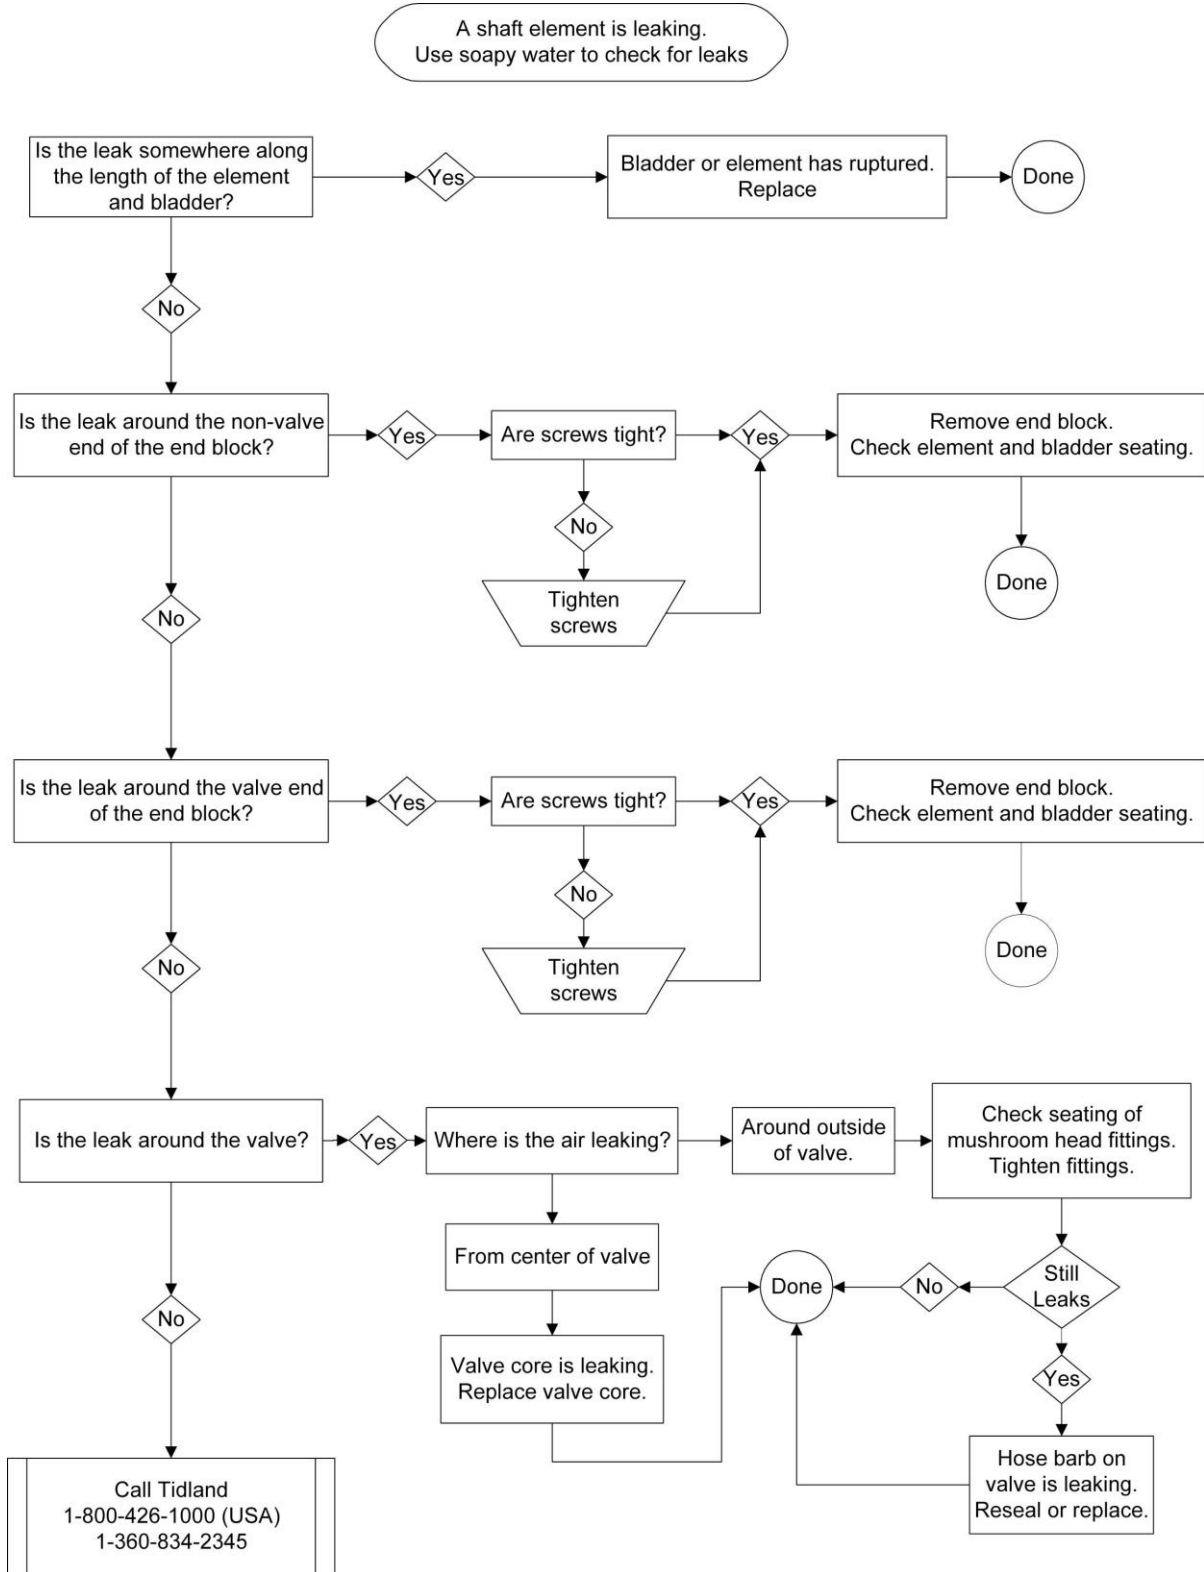 A shaft element is leaking.
Use soapy water to check for leaks
Is the leak somewhere along
the length of the element
and bladder?
Yes
Bladder or element has ruptured.
Replace
Done
No
Is the leak around the non-valve
end of the end block?
Yes
Are screws tight?
Yes
Remove end block.
Check element and bladder seating.
No
Tighten
screws
Done
No
Is the leak around the valve end
of the end block?
Yes
Are screws tight?
Yes
Remove end block.
Check element and bladder seating.
No
Tighten
screws
Done
No
Is the leak around the valve?
Yes
Where is the air leaking?
Around outside
of valve.
Check seating of
mushroom head fittings.
Tighten fittings.
From center of valve
Done
No
Still
Leaks
No
Valve core is leaking.
Replace valve core.
Yes
Hose barb on
valve is leaking.
Reseal or replace.
Call Tidland
1-800-426-1000 (USA)
1-360-834-2345